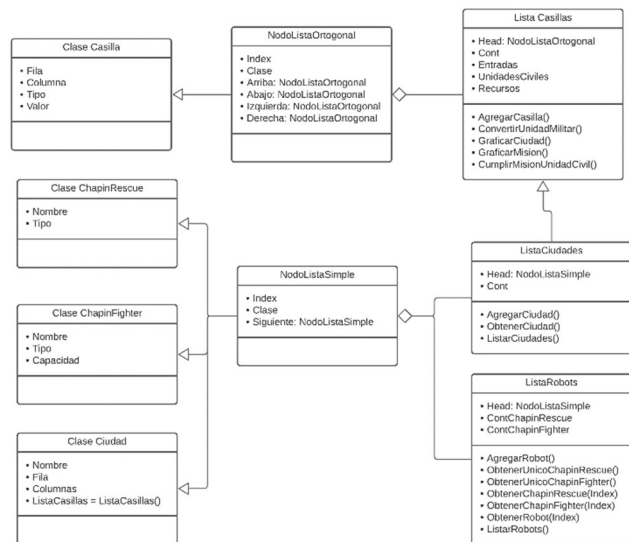 Clase Casilla
• Fila
• Columna
• Tipo
• Valor
NodoListaOrtogonal
• Index
• Clase
• Arriba: NodoListaOrtogonal
• Abajo: NodoListaOrtogonal
• Izquierda: NodoListaOrtogonal
• Derecha: NodoListaOrtogonal
Lista Casillas
• Head: NodoListaOrtogonal
• Cont
• Entradas
• UnidadesCiviles
• Recursos
• AgregarCasilla()
• ConvertirUnidadMilitar()
• GraficarCiudad()
• GraficarMision()
• CumplirMisionUnidadCivil()
Clase ChapinRescue
• Nombre
• Tipo
Clase ChapinFighter
• Nombre
• Tipo
• Capacidad
Clase Ciudad
• Nombre
• Fila
• Columnas
• ListaCasillas = ListaCasillas()
NodoListaSimple
• Index
• Clase
• Siguiente: NodoListaSimple
ListaCiudades
• Head: NodoListaSimple
• Cont
• AgregarCiudad()
• ObtenerCiudad()
• ListarCiudades()
ListaRobots
• Head: NodoListaSimple
• ContChapinRescue
• ContChapinFighter
• AgregarRobot()
• ObtenerUnicoChapinRescue()
• ObtenerUnicoChapinFighter()
• ObtenerChapinRescue(Index)
• ObtenerChapinFighter(Index)
• ObtenerRobot(Index)
• ListarRobots()